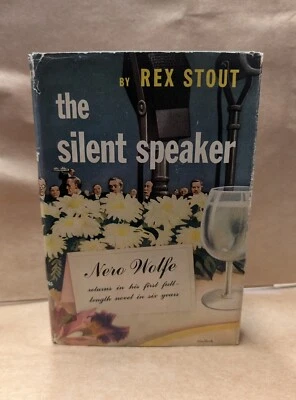 BY REX STOUT
the
silent speaker
Nero Wolfe
returns in his first full-
length novel in six years